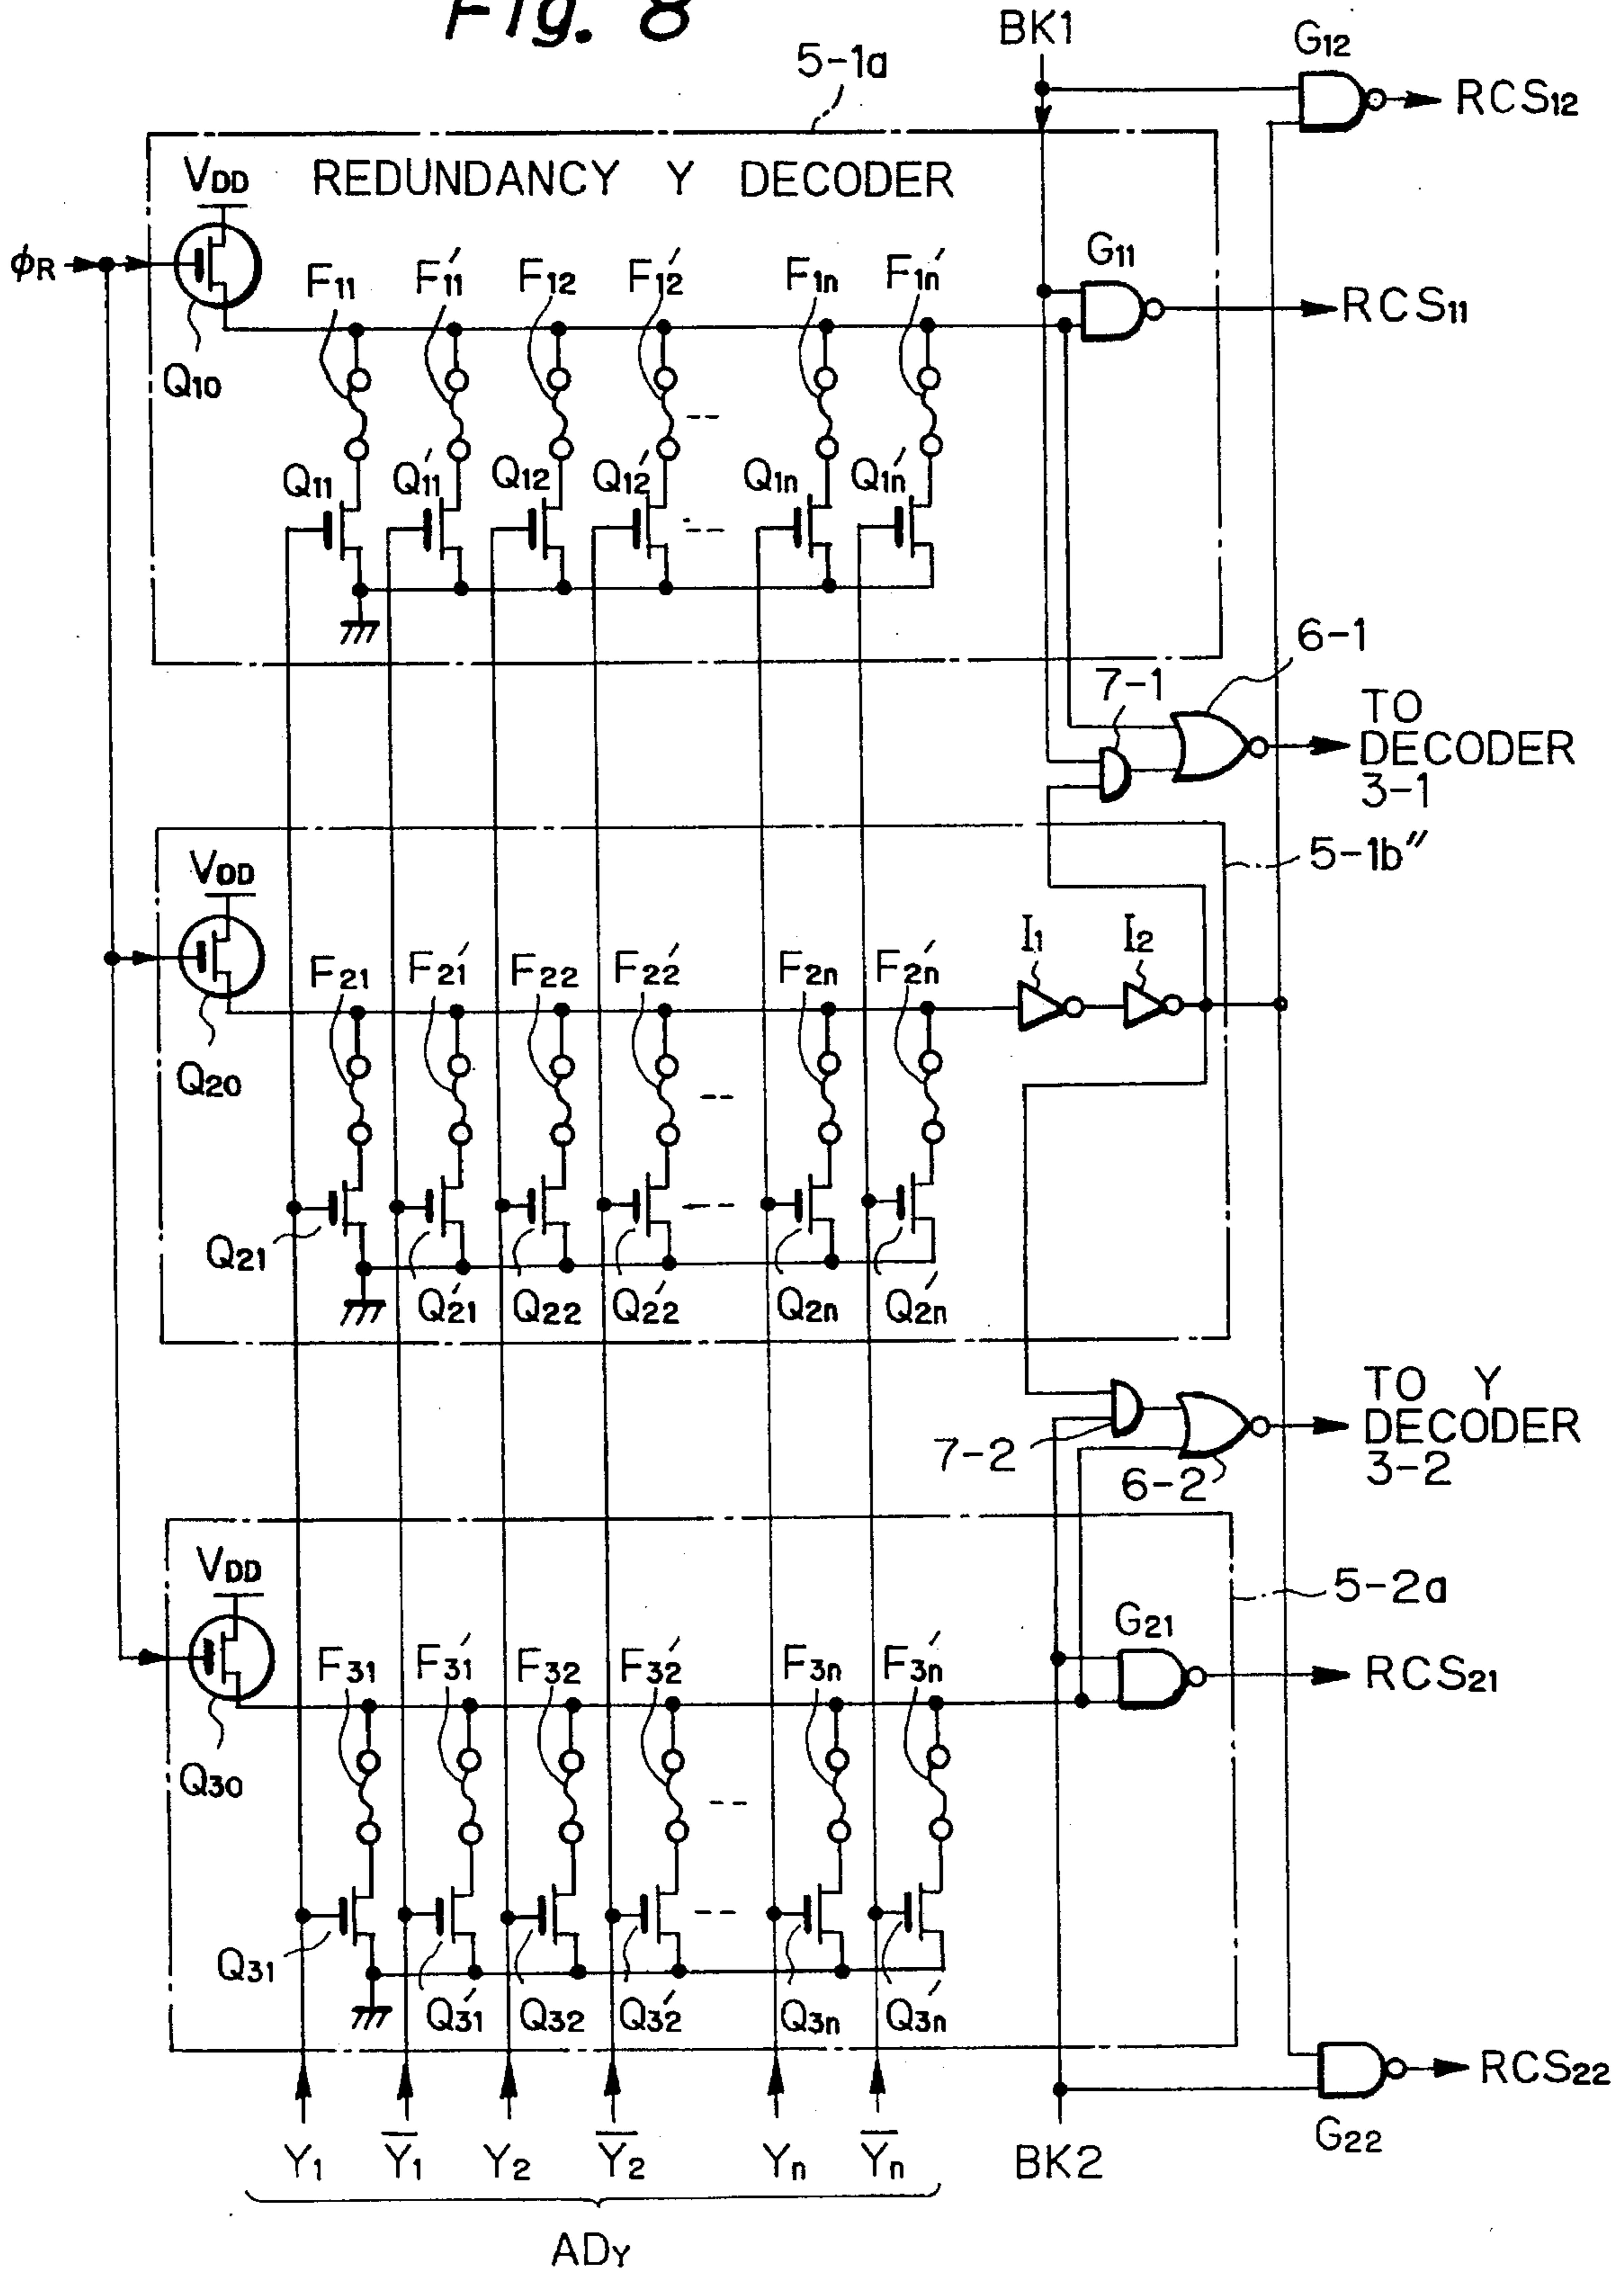 Fig. 8
BK1
G12
5-1a
RCS12
VDD
REDUNDANCY Y DECODER
φR
G11
F11 F11′ F12 F12′ F1n F1n′
RCS11
Q10
--
Q11 Q11′ Q12 Q12′ Q1n Q1n′
--
6-1
7-1
TO
DECODER
3-1
5-1b″
VDD
I1 I2
F21 F21′ F22 F22′ F2n F2n′
Q20
--
--
Q21
Q21′ Q22 Q22′ Q2n Q2n′
TO Y
DECODER
3-2
7-2
6-2
VDD
5-2a
G21
F31 F31′ F32 F32′ F3n F3n′
RCS21
Q30
--
--
Q31
Q31′ Q32 Q32′ Q3n Q3n′
RCS22
G22
Y1 Y̅1 Y2 Y̅2 Yn Y̅n BK2
ADY